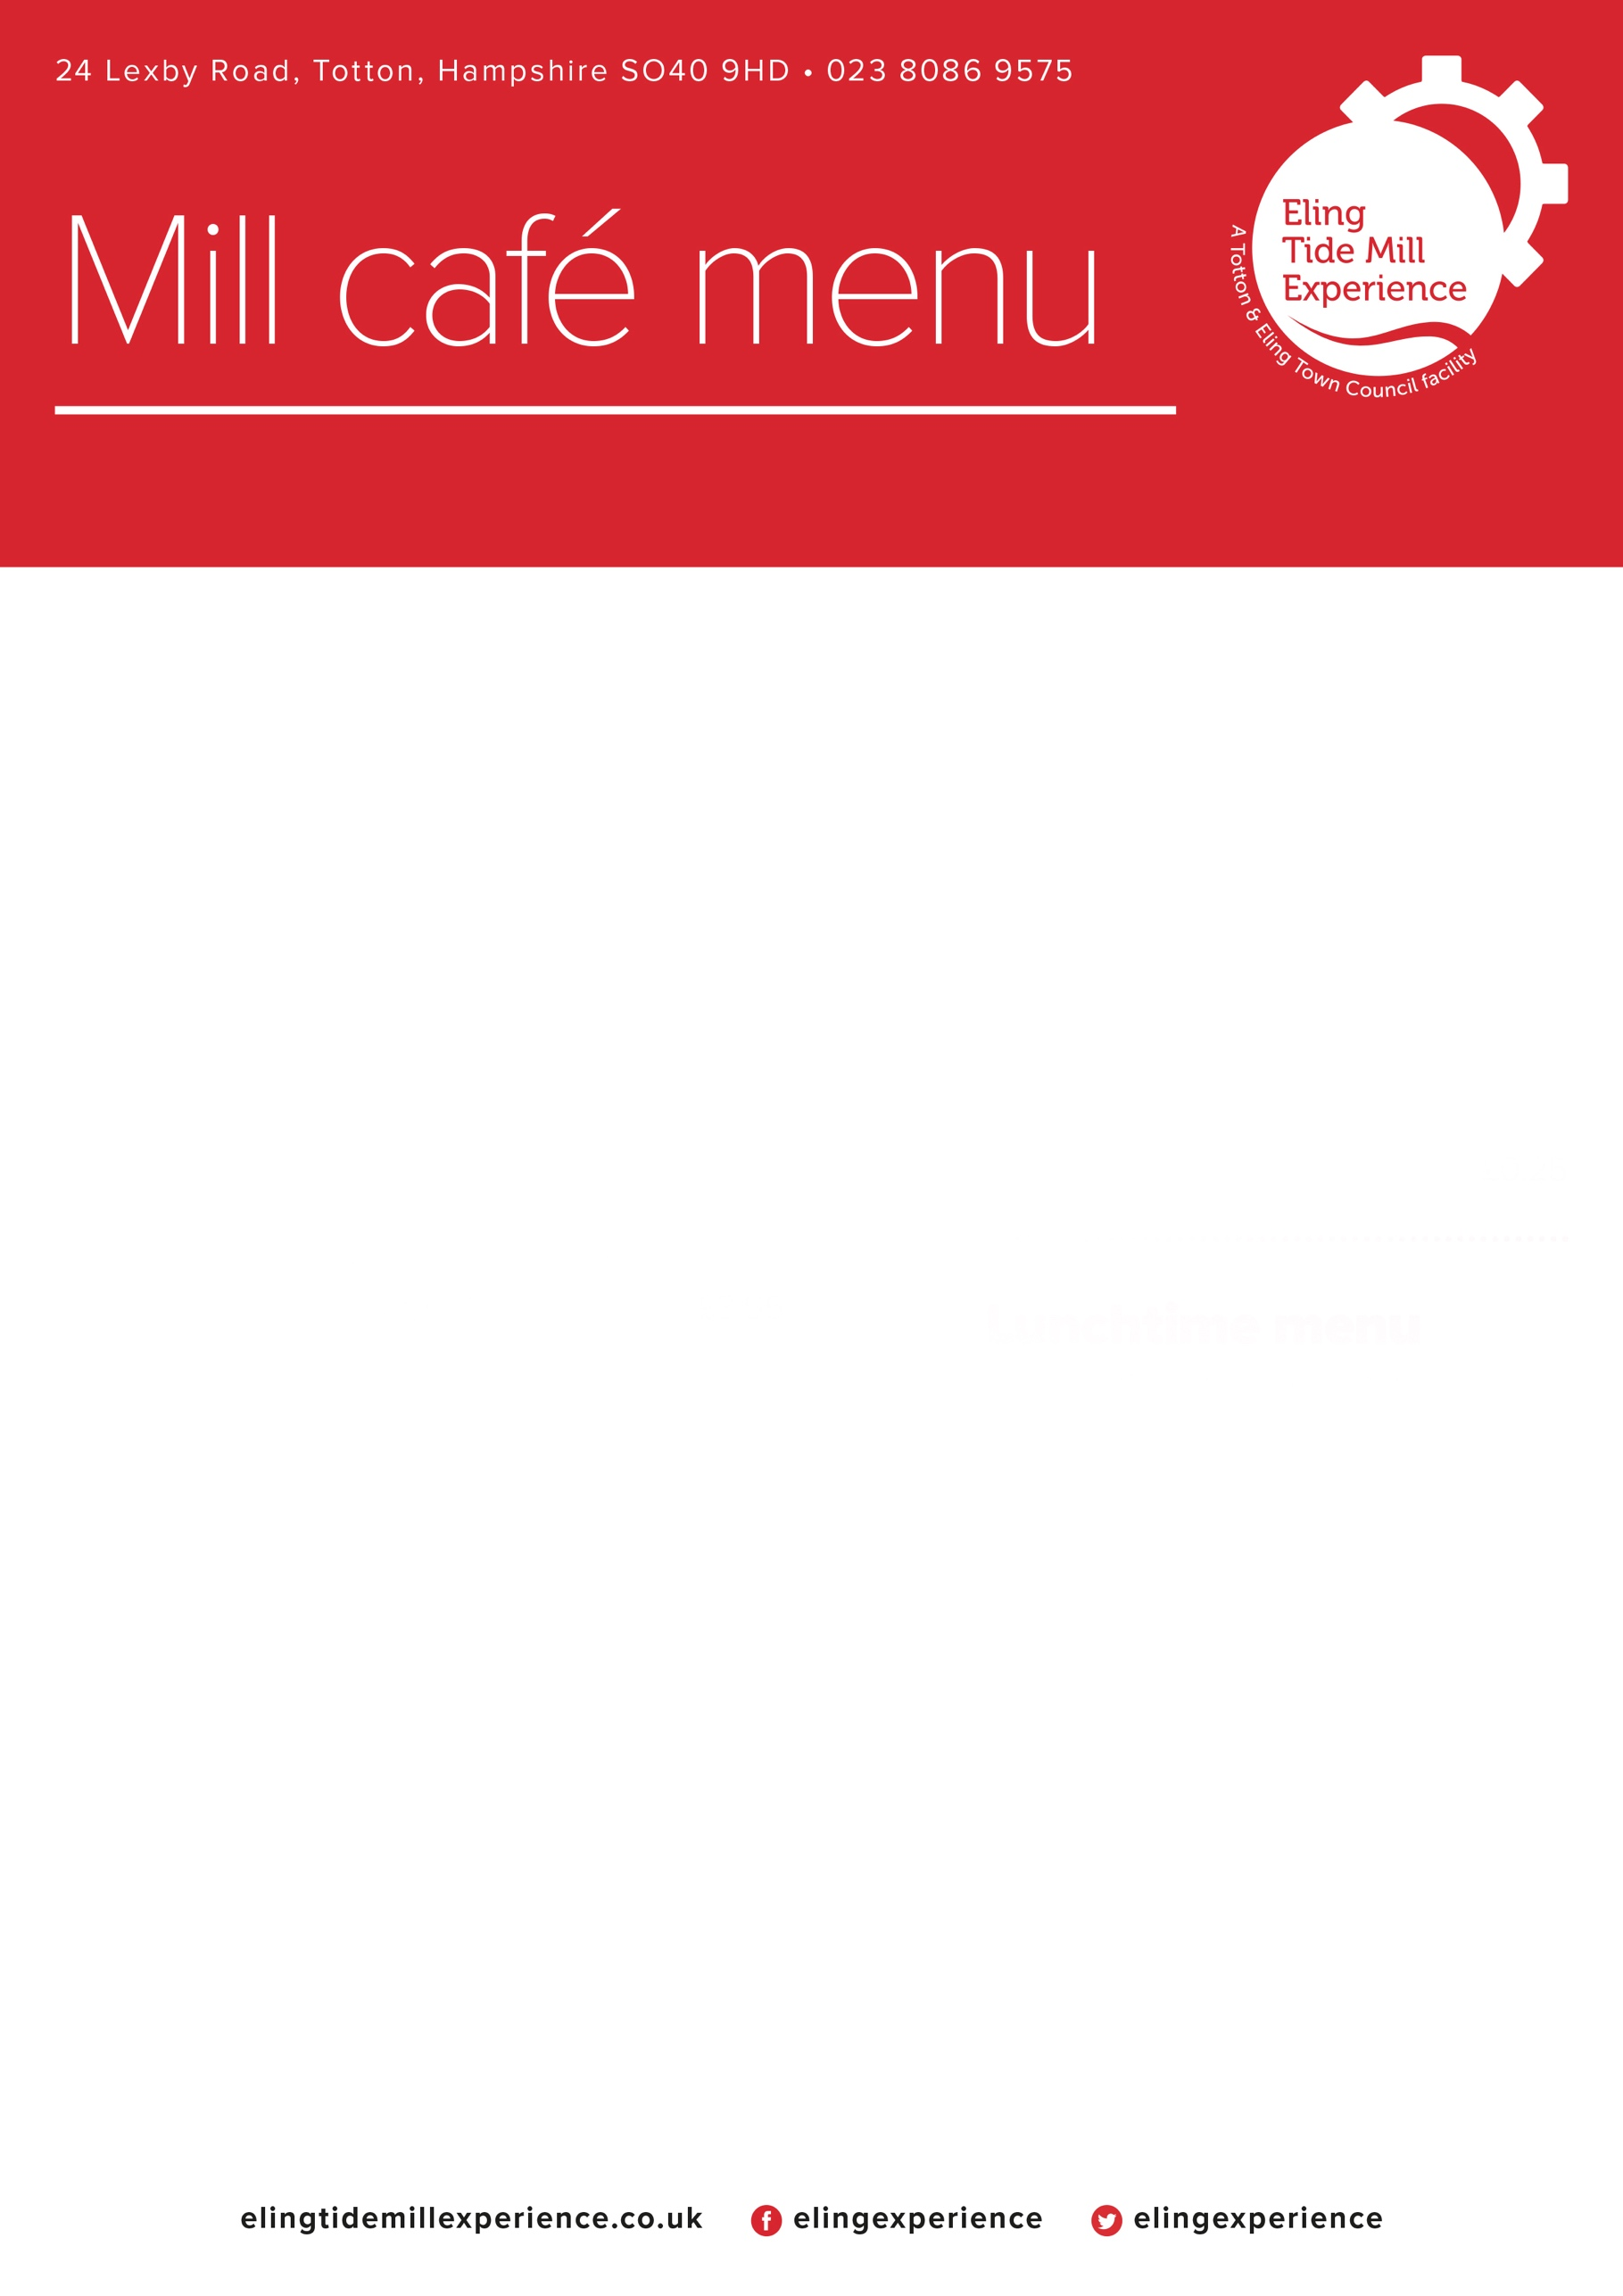 24 Lexby Road, Totton, Hampshire SO40 9HD • 023 8086 9575
Mill café menu
Eling
Tide Mill
Experience
A Totton & Eling Town Council facility
elingtidemillexperience.co.uk elingexperience elingexperience